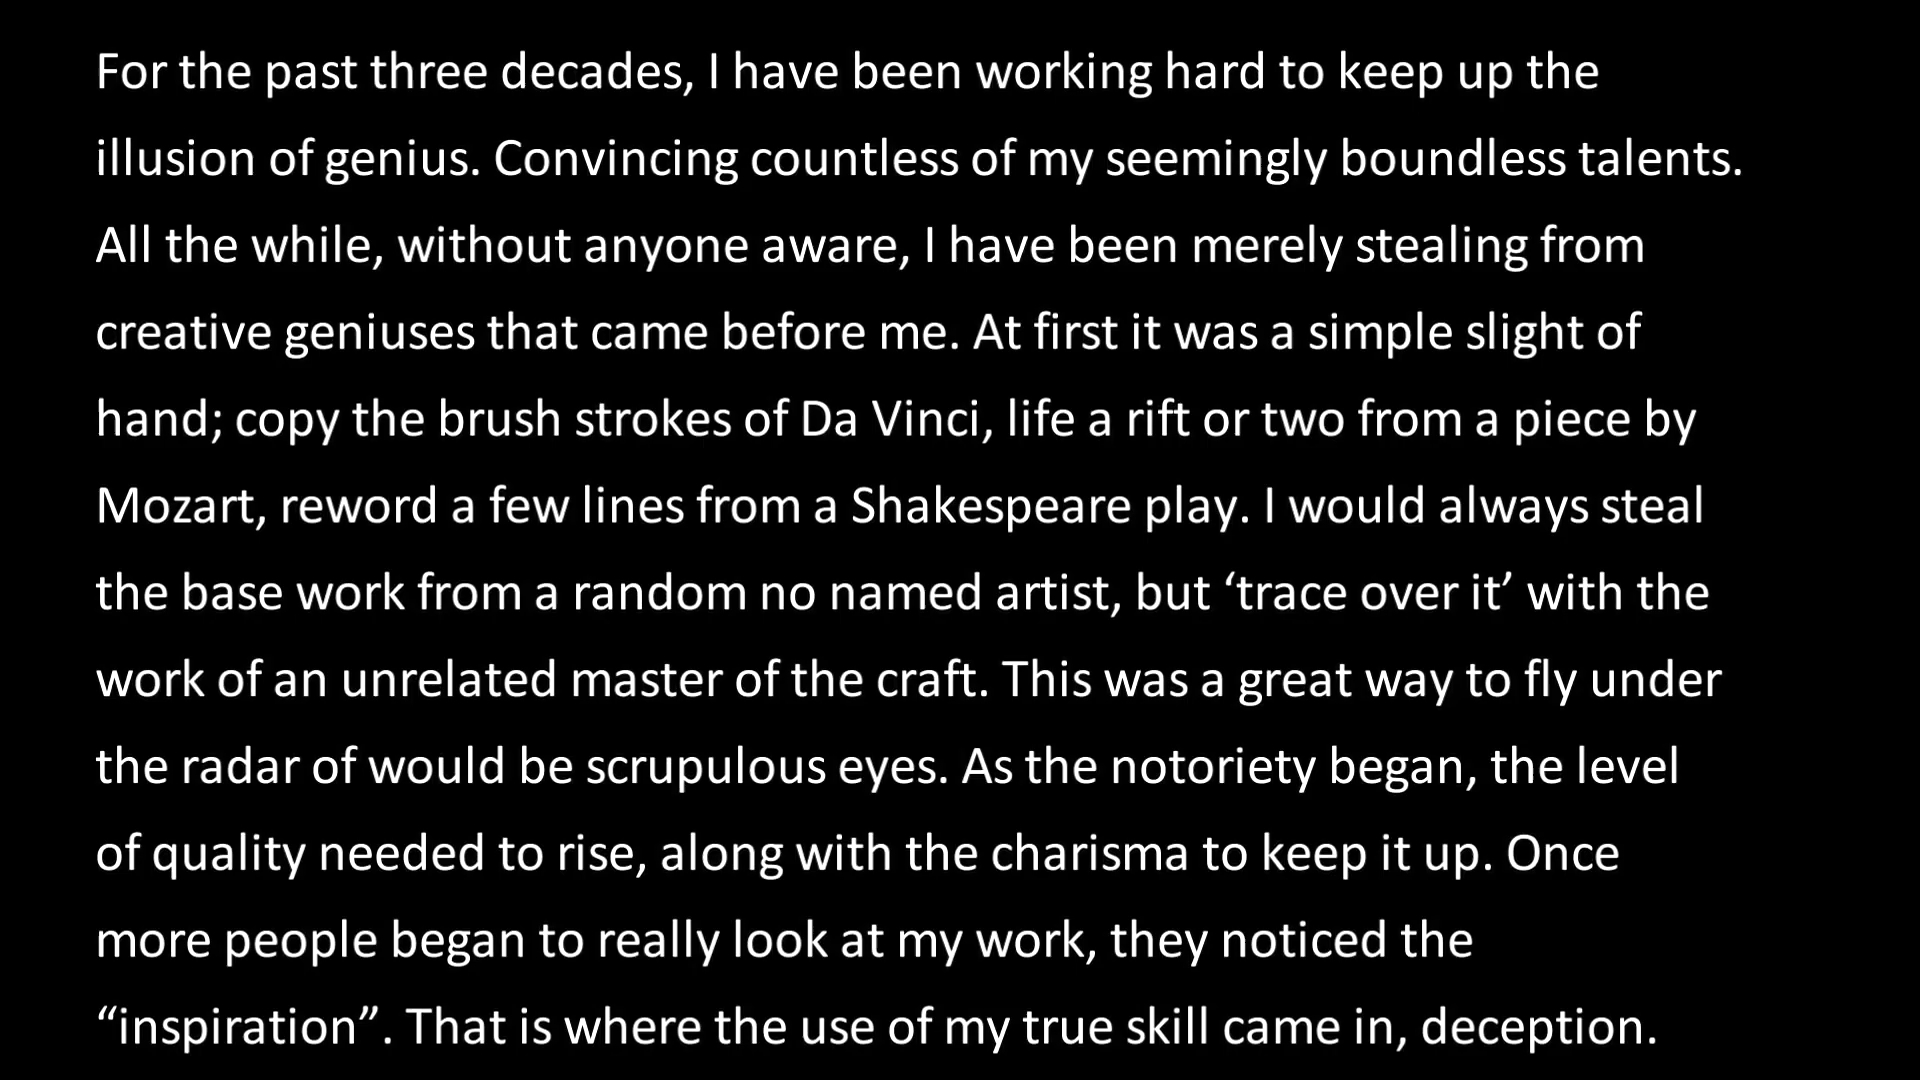 For the past three decades, I have been working hard to keep up the
illusion of genius. Convincing countless of my seemingly boundless talents.
All the while, without anyone aware, I have been merely stealing from
creative geniuses that came before me. At first it was a simple slight of
hand; copy the brush strokes of Da Vinci, life a rift or two from a piece by
Mozart, reword a few lines from a Shakespeare play. I would always steal
the base work from a random no named artist, but ‘trace over it’ with the
work of an unrelated master of the craft. This was a great way to fly under
the radar of would be scrupulous eyes. As the notoriety began, the level
of quality needed to rise, along with the charisma to keep it up. Once
more people began to really look at my work, they noticed the
“inspiration”. That is where the use of my true skill came in, deception.